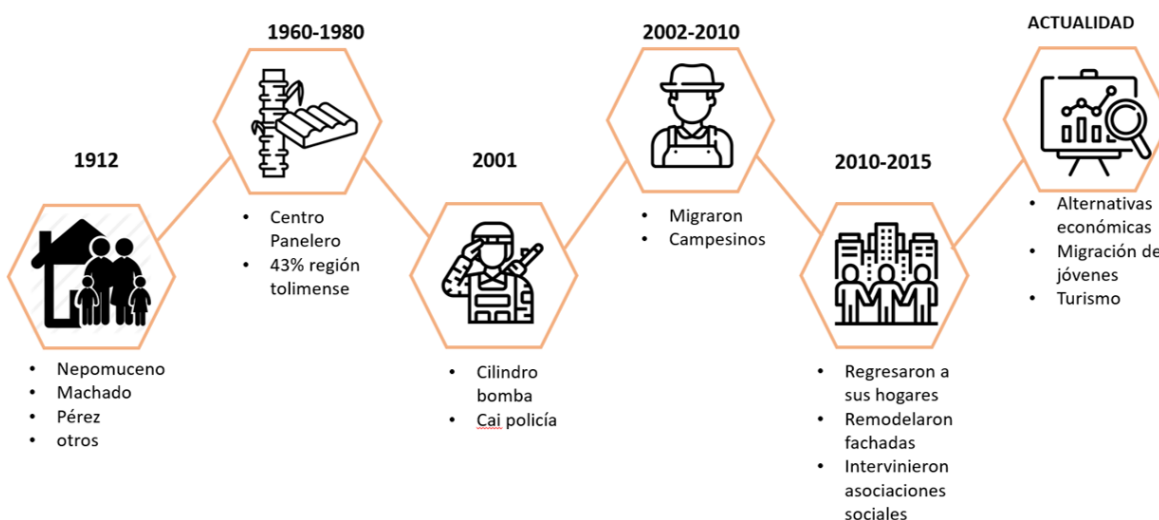 1912
• Nepomuceno
• Machado
• Pérez
• otros
1960-1980
• Centro
Panelero
• 43% región
tolimense
2001
• Cilindro
bomba
• Cai policía
2002-2010
• Migraron
• Campesinos
2010-2015
• Regresaron a
sus hogares
• Remodelaron
fachadas
• Intervinieron
asociaciones
sociales
ACTUALIDAD
• Alternativas
económicas
• Migración de
jóvenes
• Turismo